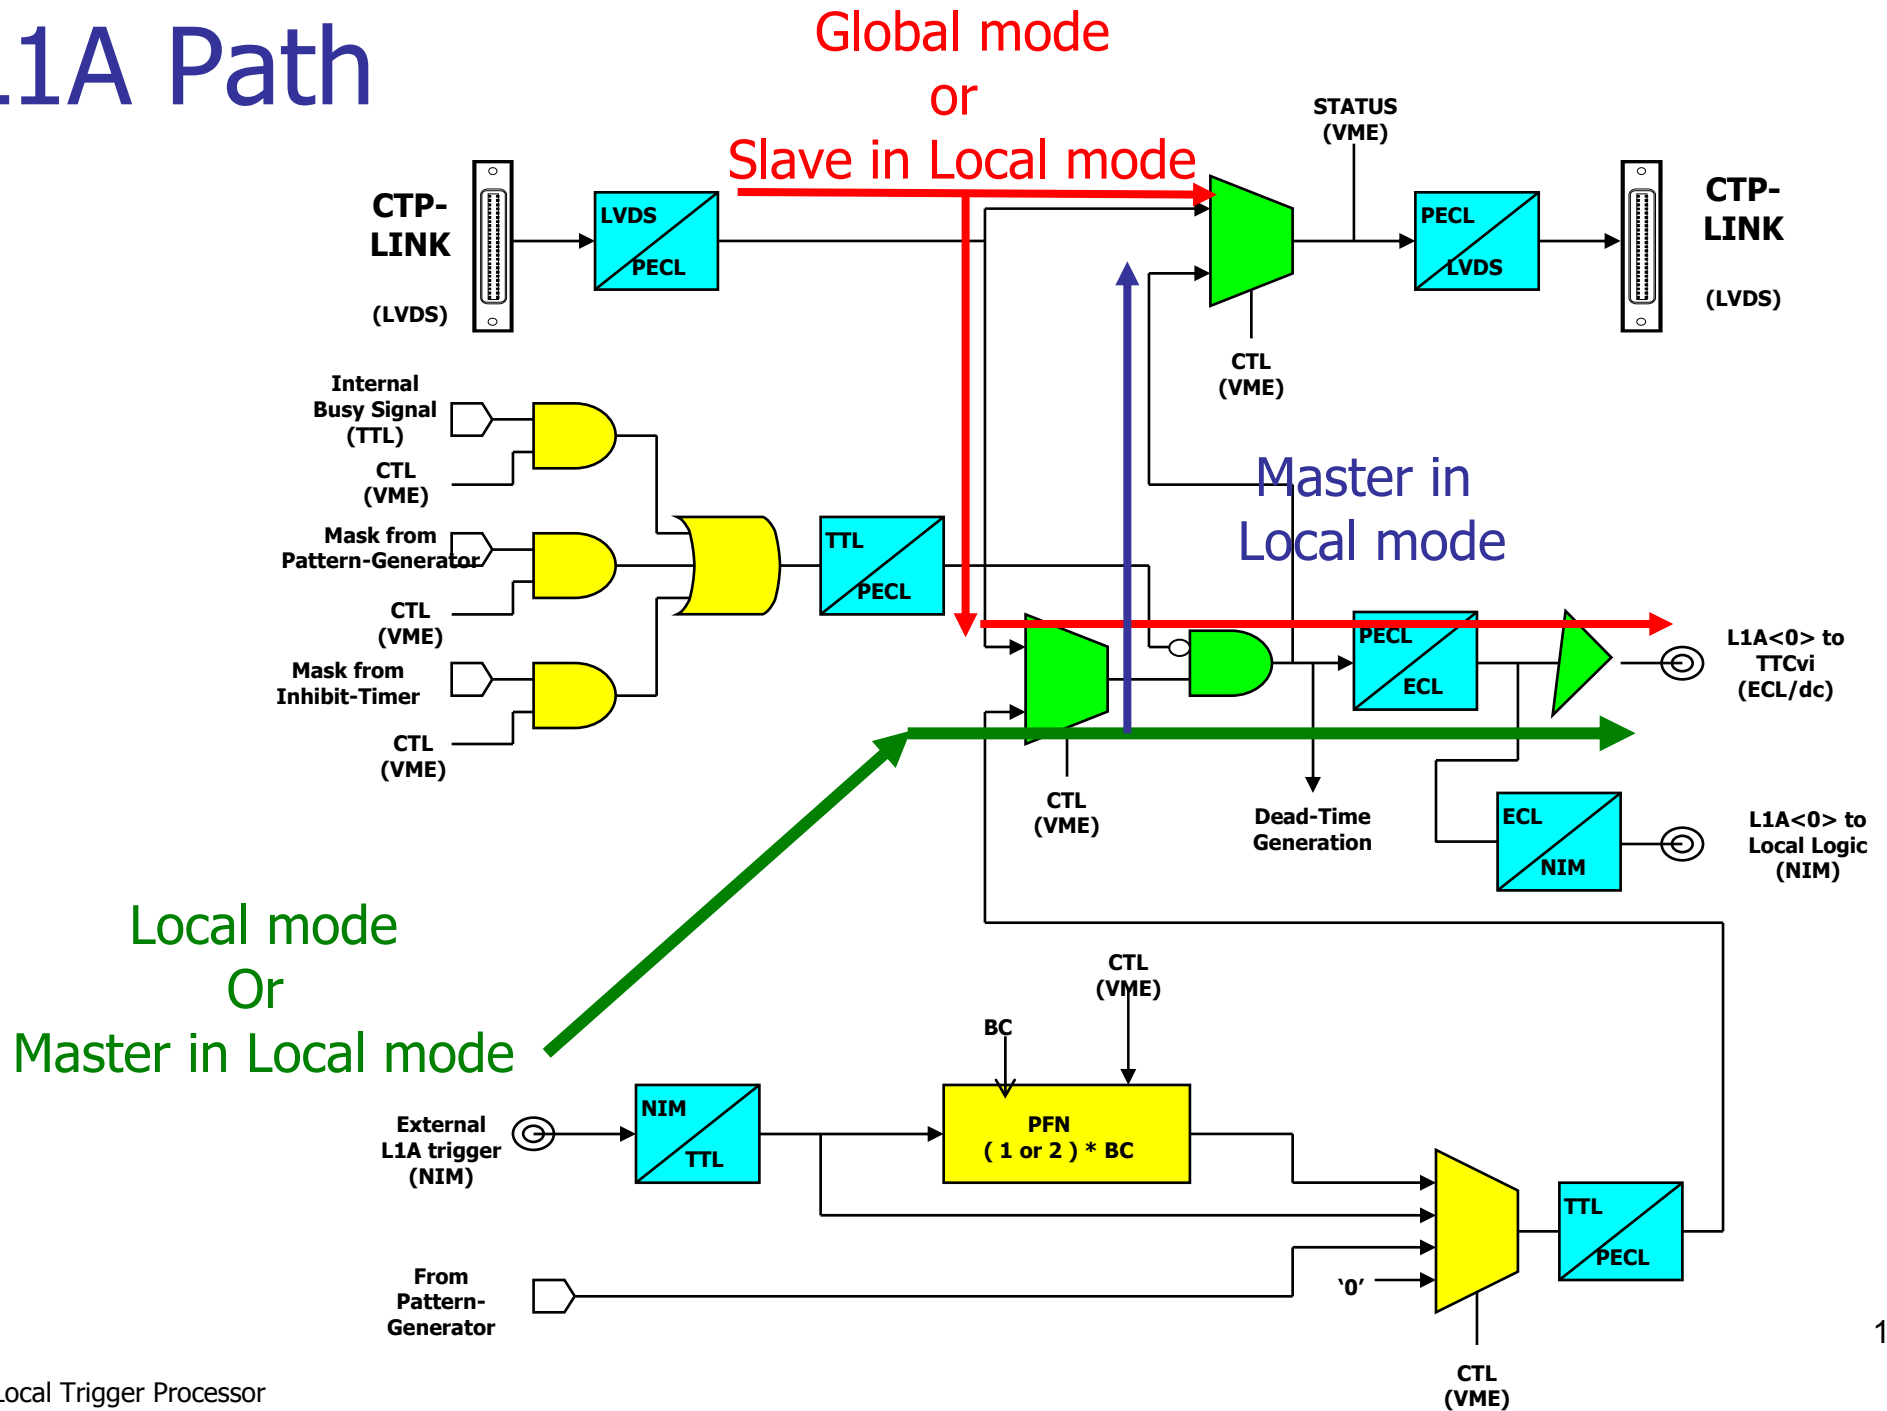 1A Path
Global mode
or
Slave in Local mode
STATUS
(VME)
CTP-
LINK
(LVDS)
LVDS
PECL
PECL
LVDS
CTP-
LINK
(LVDS)
CTL
(VME)
Internal
Busy Signal
(TTL)
CTL
(VME)
Mask from
Pattern-Generator
CTL
(VME)
Mask from
Inhibit-Timer
CTL
(VME)
TTL
PECL
Master in
Local mode
PECL
ECL
L1A<0> to
TTCvi
(ECL/dc)
CTL
(VME)
Dead-Time
Generation
ECL
NIM
L1A<0> to
Local Logic
(NIM)
Local mode
Or
Master in Local mode
CTL
(VME)
BC
External
L1A trigger
(NIM)
NIM
TTL
PFN
( 1 or 2 ) * BC
TTL
PECL
From
Pattern-
Generator
‘0’
CTL
(VME)
1
Local Trigger Processor